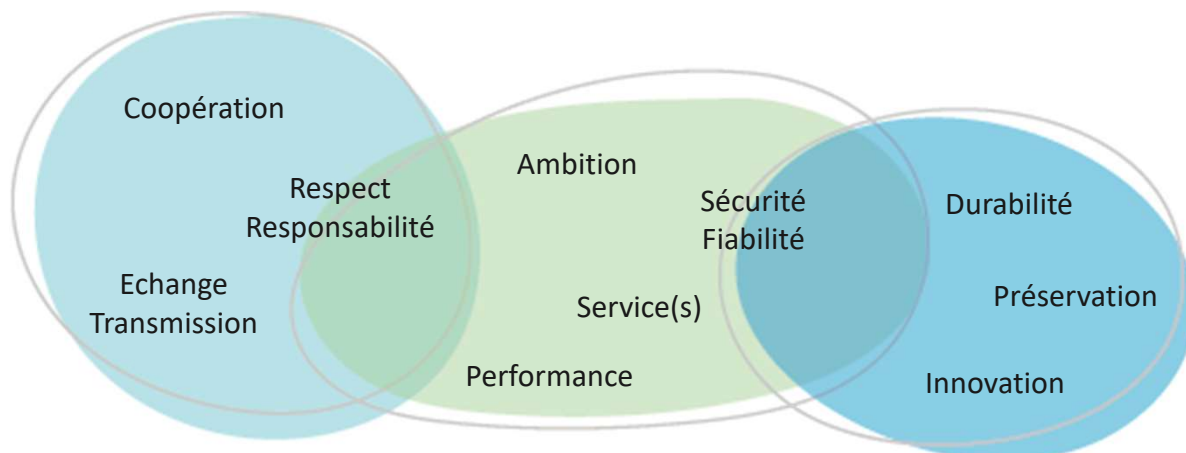 Coopération
Respect
Responsabilité
Echange
Transmission
Ambition
Service(s)
Performance
Sécurité
Fiabilité
Durabilité
Préservation
Innovation